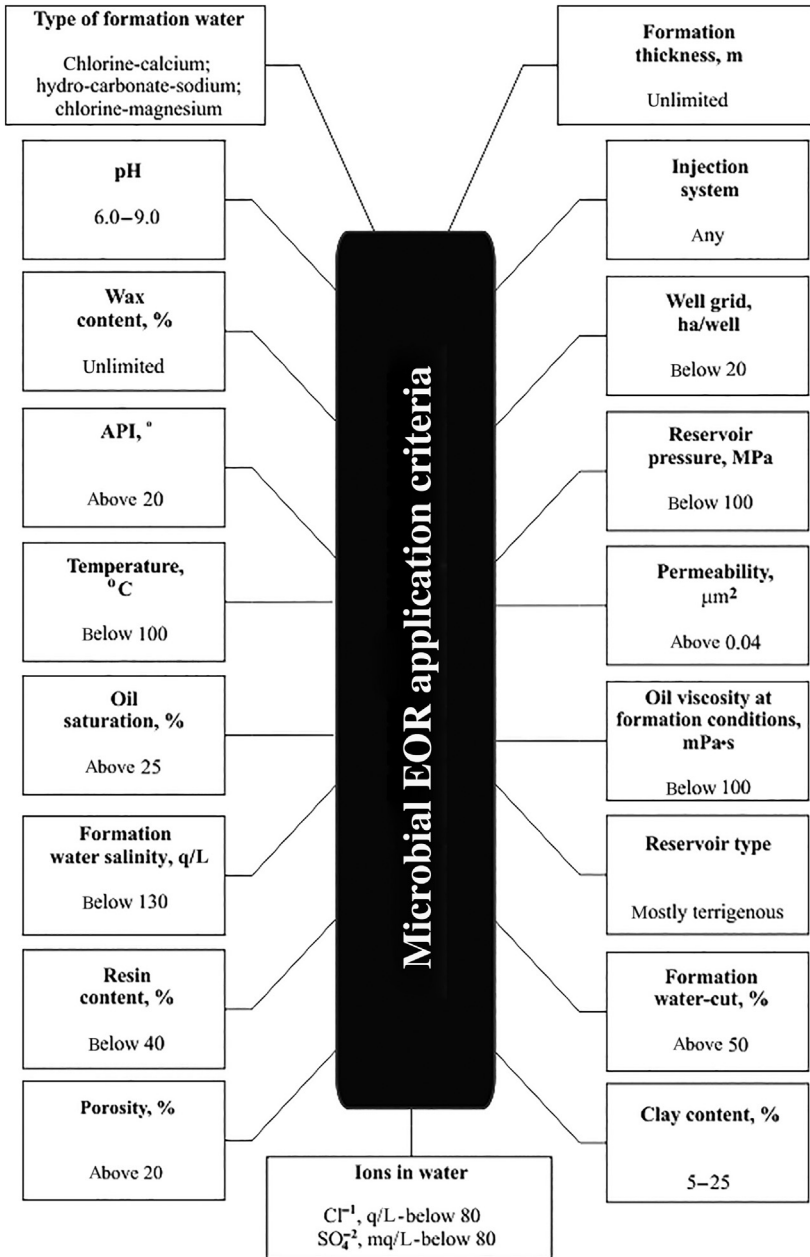 Type of formation water
Chlorine-calcium;
hydro-carbonate-sodium;
chlorine-magnesium
Formation
thickness, m
Unlimited
pH
6.0–9.0
Injection
system
Any
Wax
content, %
Unlimited
Well grid,
ha/well
Below 20
API, °
Above 20
Reservoir
pressure, MPa
Below 100
Temperature,
°C
Below 100
Permeability,
μm²
Above 0.04
Oil
saturation, %
Above 25
Oil viscosity at
formation conditions,
mPa•s
Below 100
Formation
water salinity, q/L
Below 130
Reservoir type
Mostly terrigenous
Resin
content, %
Below 40
Formation
water-cut, %
Above 50
Porosity, %
Above 20
Clay content, %
5–25
Ions in water
Cl⁻¹, q/L-below 80
SO₄⁻², mq/L-below 80
Microbial EOR application criteria